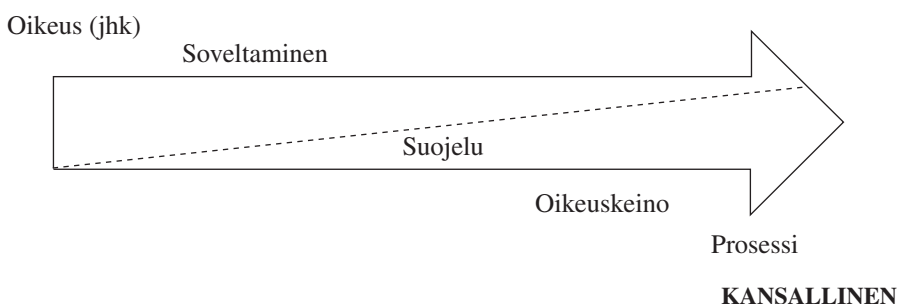 Oikeus (jhk)
Soveltaminen
Suojelu
Oikeuskeino
Prosessi
KANSALLINEN